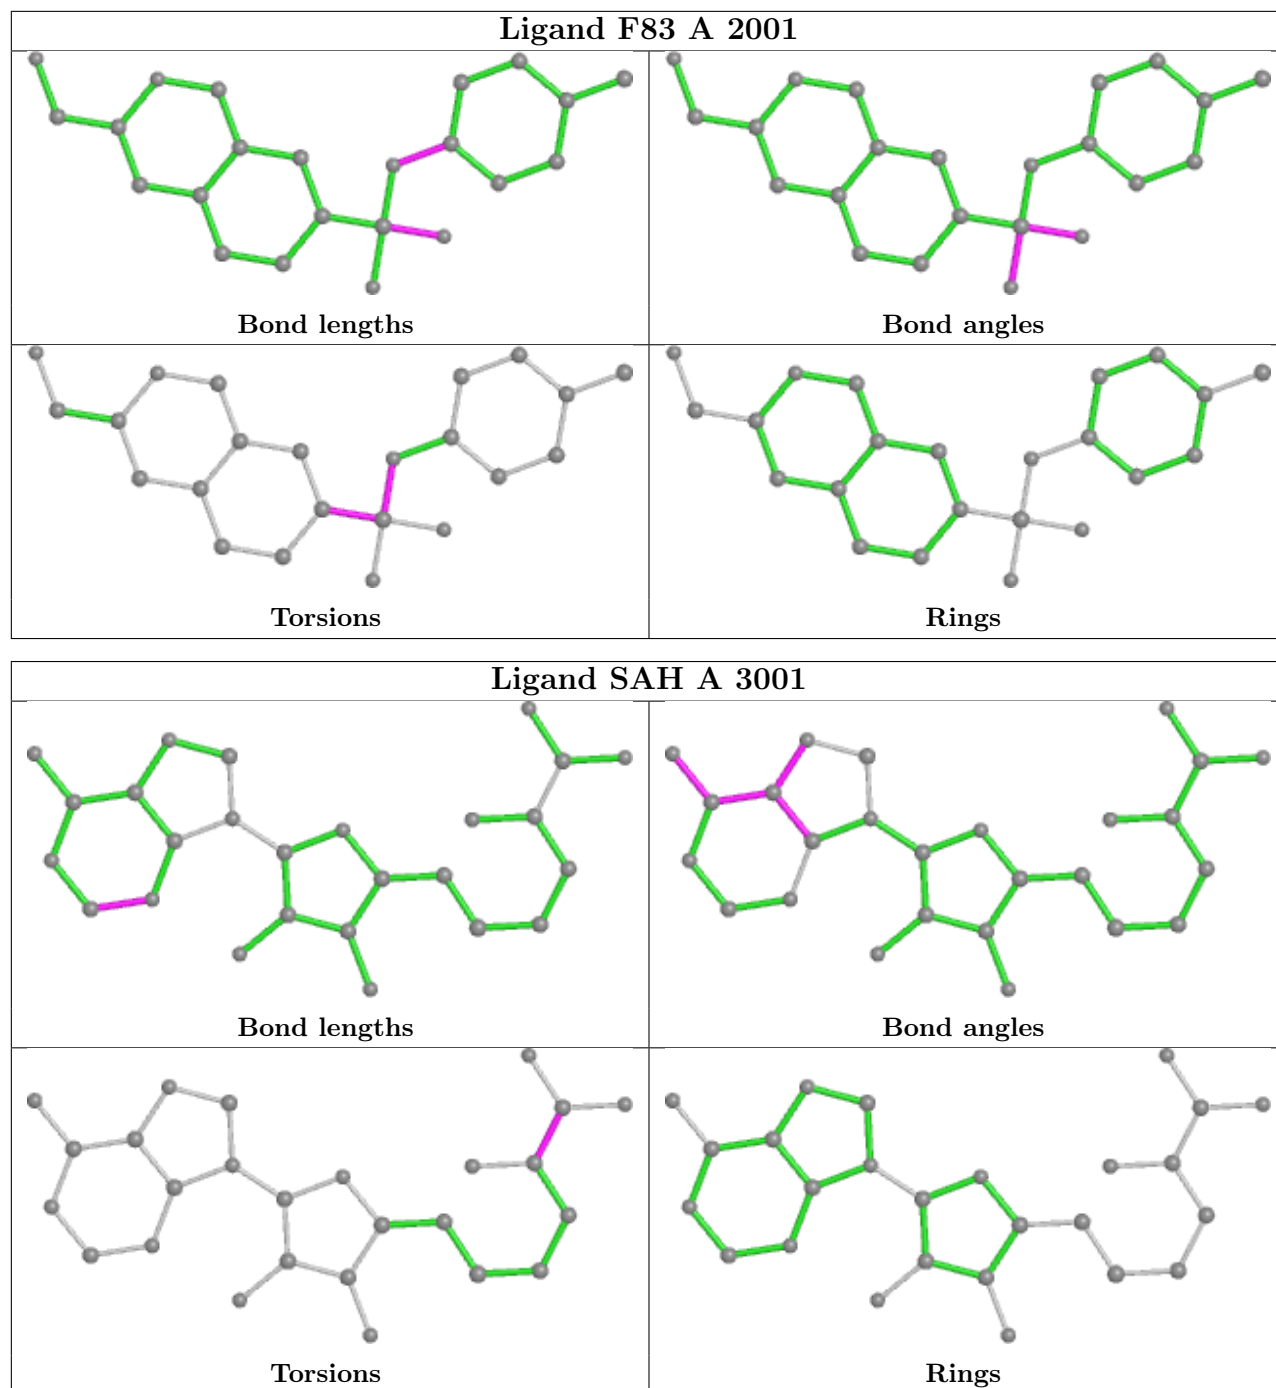 Ligand F83 A 2001
Bond lengths
Bond angles
Torsions
Rings
Ligand SAH A 3001
Bond lengths
Bond angles
Torsions
Rings